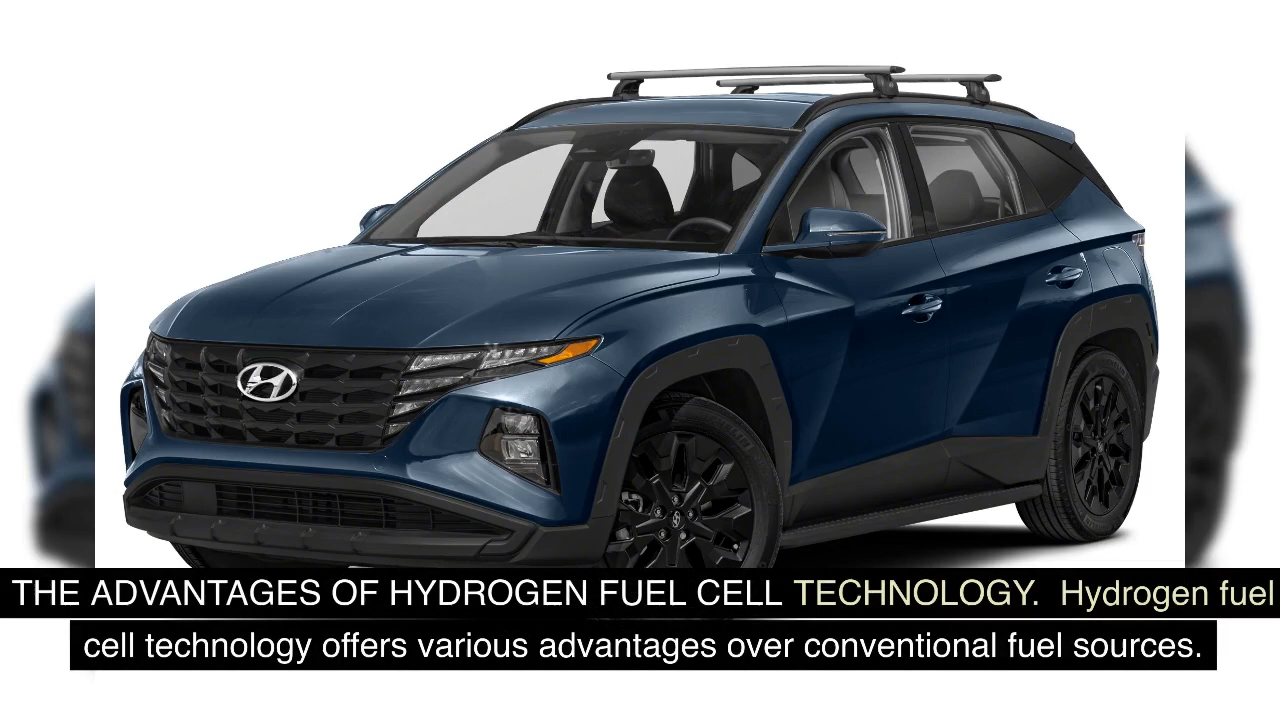 THE ADVANTAGES OF HYDROGEN FUEL CELL TECHNOLOGY. Hydrogen fuel
cell technology offers various advantages over conventional fuel sources.